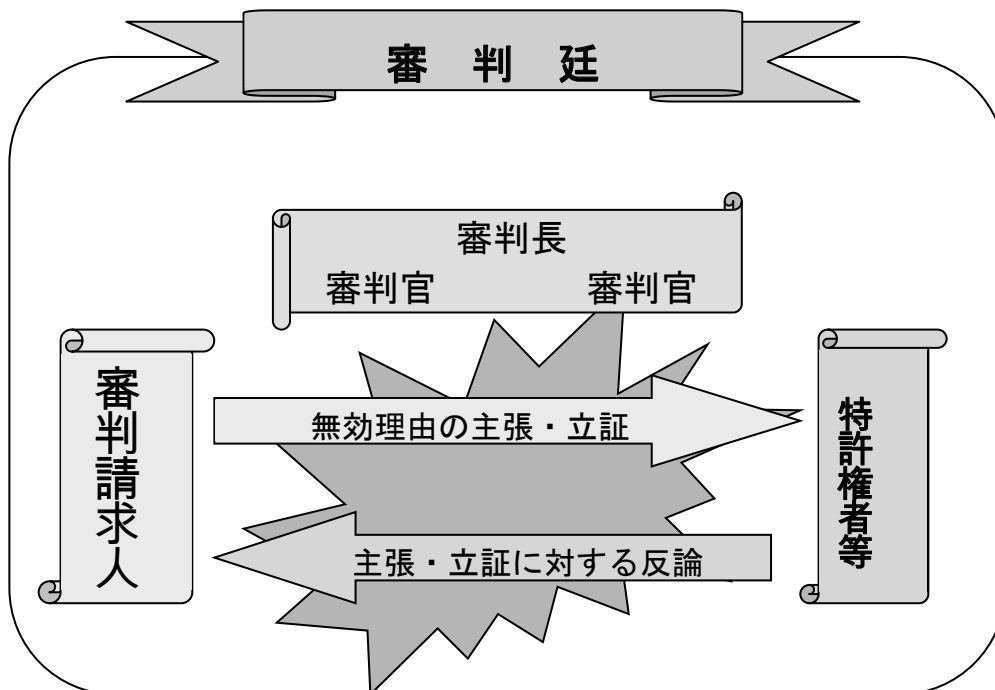 審 判 廷
審判長
審判官 審判官
審判請求人
無効理由の主張・立証
特許権者等
主張・立証に対する反論